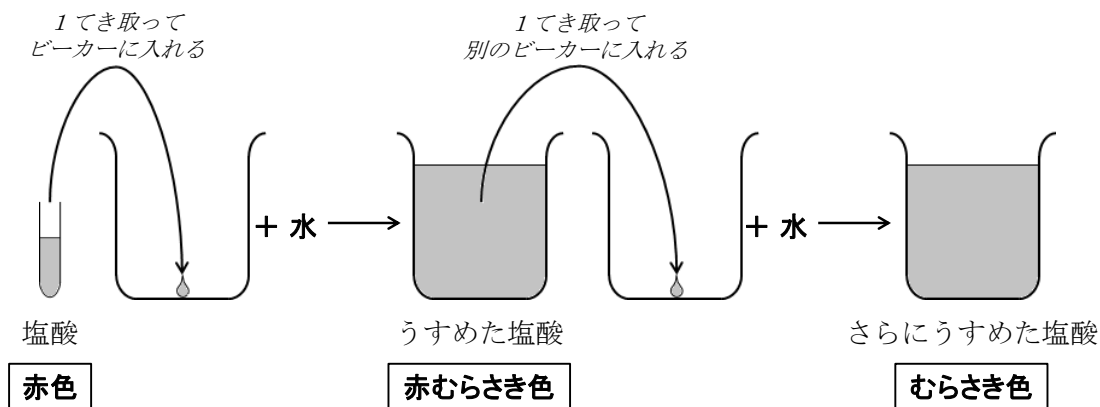 1てき取って
ビーカーに入れる
1てき取って
別のビーカーに入れる
+ 水
+ 水
塩酸
うすめた塩酸
さらにうすめた塩酸
赤色
赤むらさき色
むらさき色